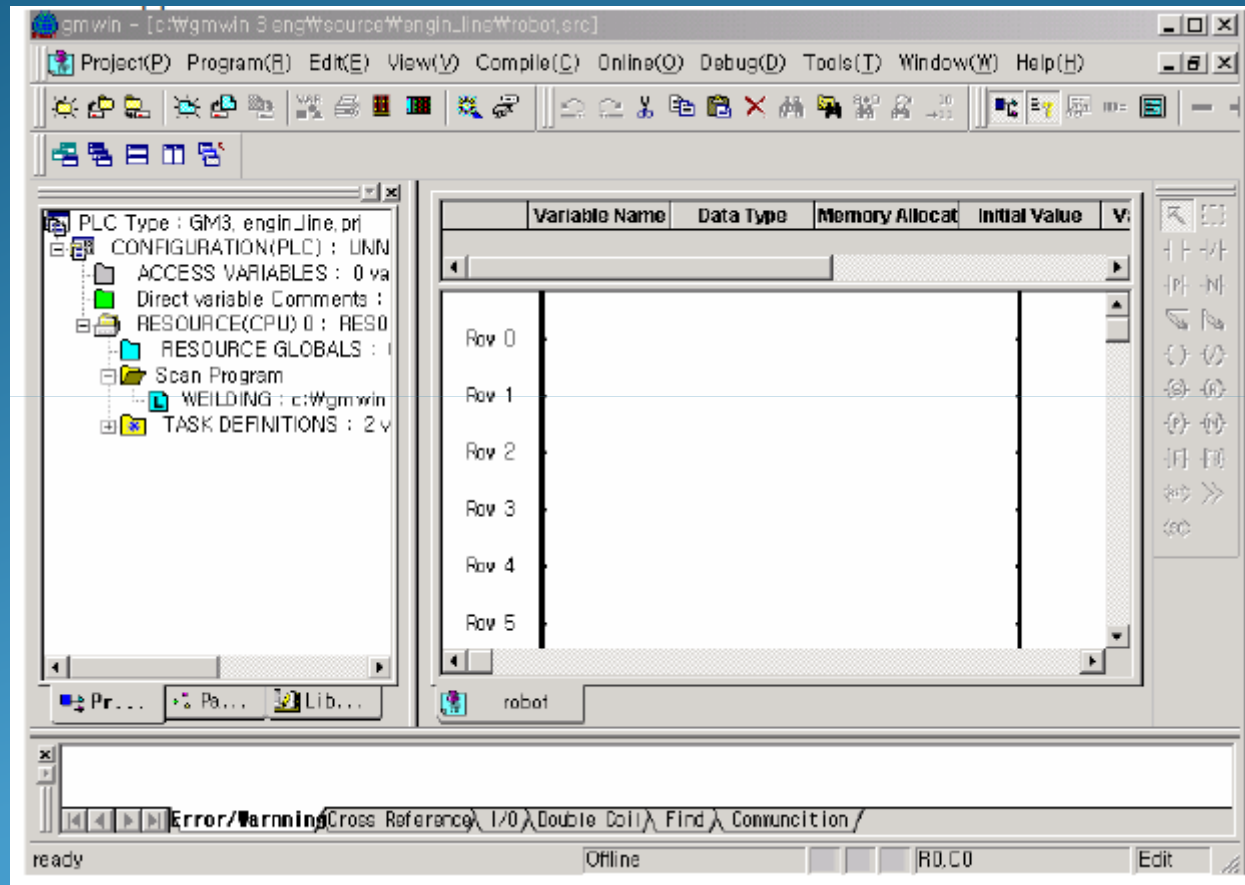 gmwin - [c:₩gmwin 3 eng₩source₩engin_line₩robot,src]
Project(P) Program(R) Edit(E) View(V) Compile(C) Online(O) Debug(D) Tools(T) Window(W) Help(H)
PLC Type : GM3, engin_line,prj
CONFIGURATION(PLC) : UNN
ACCESS VARIABLES : 0 va
Direct variable Comments :
RESOURCE(CPU) 0 : RESO
RESOURCE GLOBALS :
Scan Program
WEILDING : c:₩gmwin
TASK DEFINITIONS : 2 v
Variable Name Data Type Memory Allocat Initial Value
Row 0
Row 1
Row 2
Row 3
Row 4
Row 5
Pr... Pa... Lib...
robot
Error/Warnning Cross Reference I/O Double Coil Find Communcition
ready Offline R0,C0 Edit